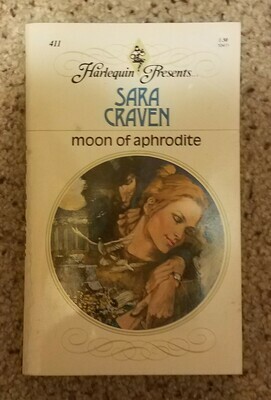 411
Harlequin Presents...
SARA
CRAVEN
moon of aphrodite